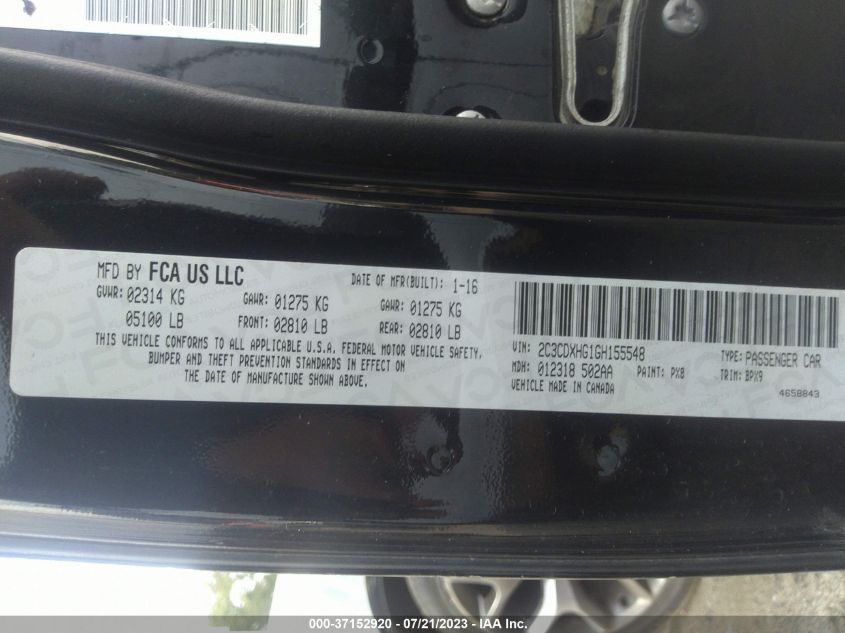 MFD BY FCA US LLC
DATE OF MFR(BUILT): 1-16
GVWR: 02314 KG
GAWR: 01275 KG
GAWR: 01275 KG
05100 LB
FRONT: 02810 LB
REAR: 02810 LB
THIS VEHICLE CONFORMS TO ALL APPLICABLE U.S.A. FEDERAL MOTOR VEHICLE SAFETY,
BUMPER AND THEFT PREVENTION STANDARDS IN EFFECT ON
THE DATE OF MANUFACTURE SHOWN ABOVE.
VIN: 2C3CDXHG1GH155548
TYPE: PASSENGER CAR
MDH: 012318 502AA
PAINT: PX8
TRIM: BPX9
VEHICLE MADE IN CANADA
4658843
000-37152920 - 07/21/2023 - IAA Inc.